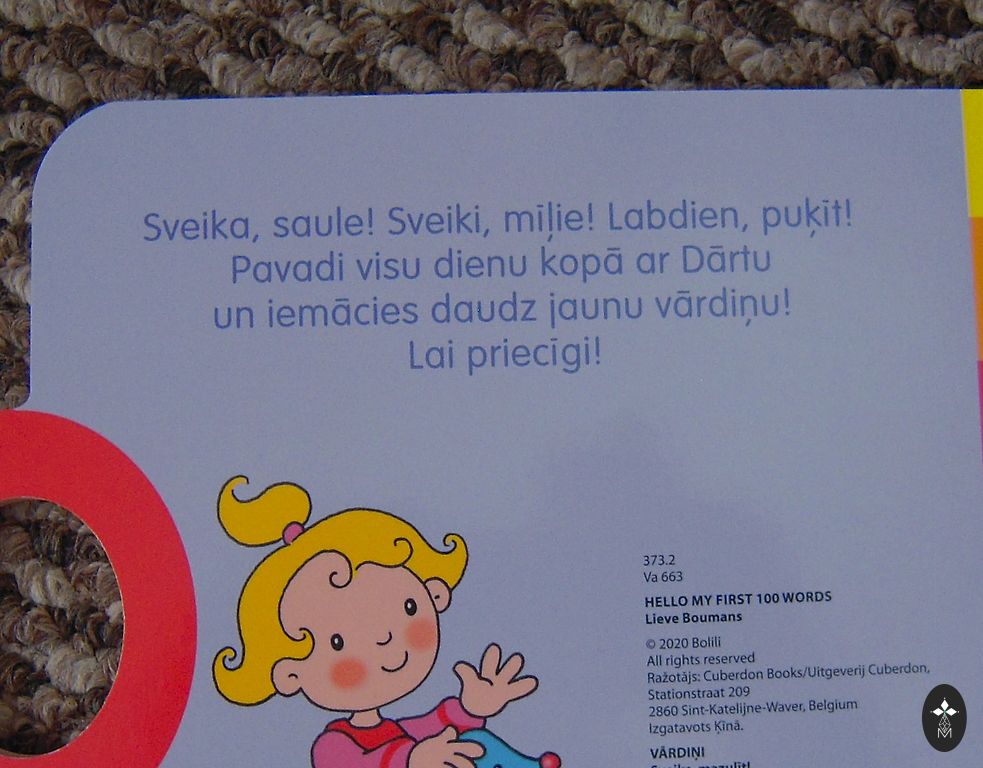 Sveika, saule! Sveiki, mīļie! Labdien, puķīt!
Pavadi visu dienu kopā ar Dārtu
un iemācies daudz jaunu vārdiņu!
Lai priecīgi!
373.2
Va 663
HELLO MY FIRST 100 WORDS
Lieve Boumans
© 2020 Bolili
All rights reserved
Ražotājs: Cuberdon Books/Uitgeverij Cuberdon,
Stationstraat 209
2860 Sint-Katelijne-Waver, Belgium
Izgatavots Ķīnā.
VĀRDIŅI
Sveika, mazulīt!
M